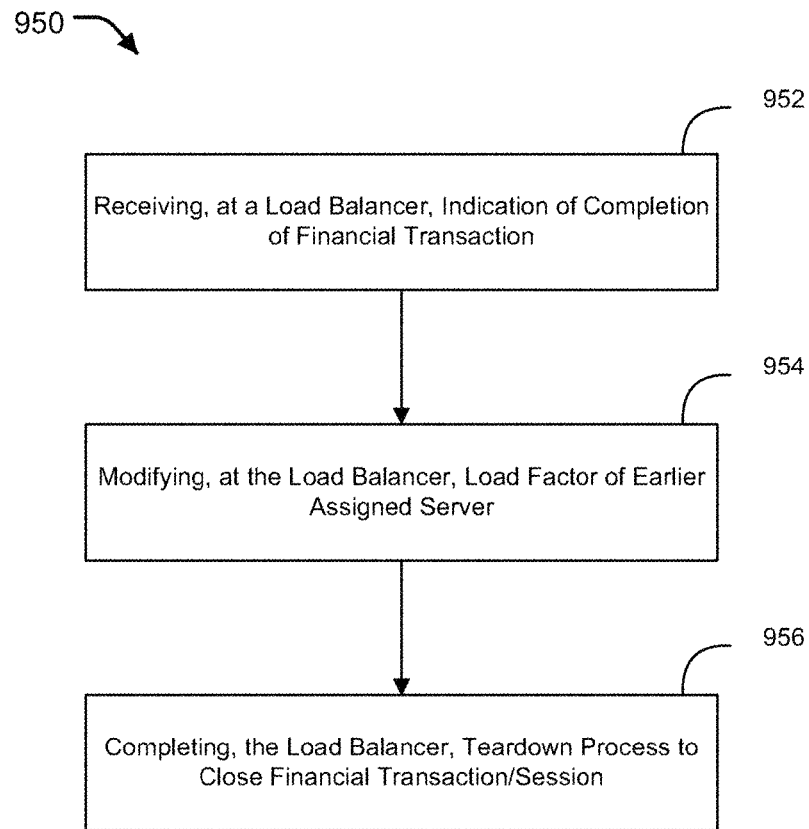 950
952
Receiving, at a Load Balancer, Indication of Completion
of Financial Transaction
954
Modifying, at the Load Balancer, Load Factor of Earlier
Assigned Server
956
Completing, the Load Balancer, Teardown Process to
Close Financial Transaction/Session